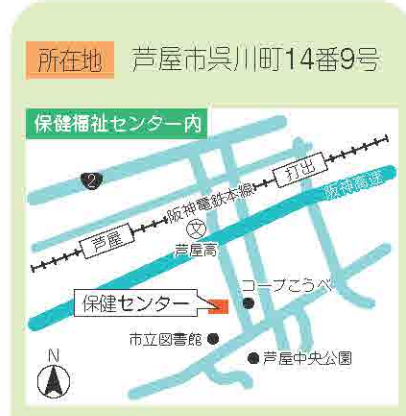 所在地 芦屋市呉川町14番9号
保健福祉センター内
2
打出
阪神高速
阪神電鉄本線
芦屋
文
芦屋高
コープこうべ
保健センター
市立図書館
芦屋中央公園
N